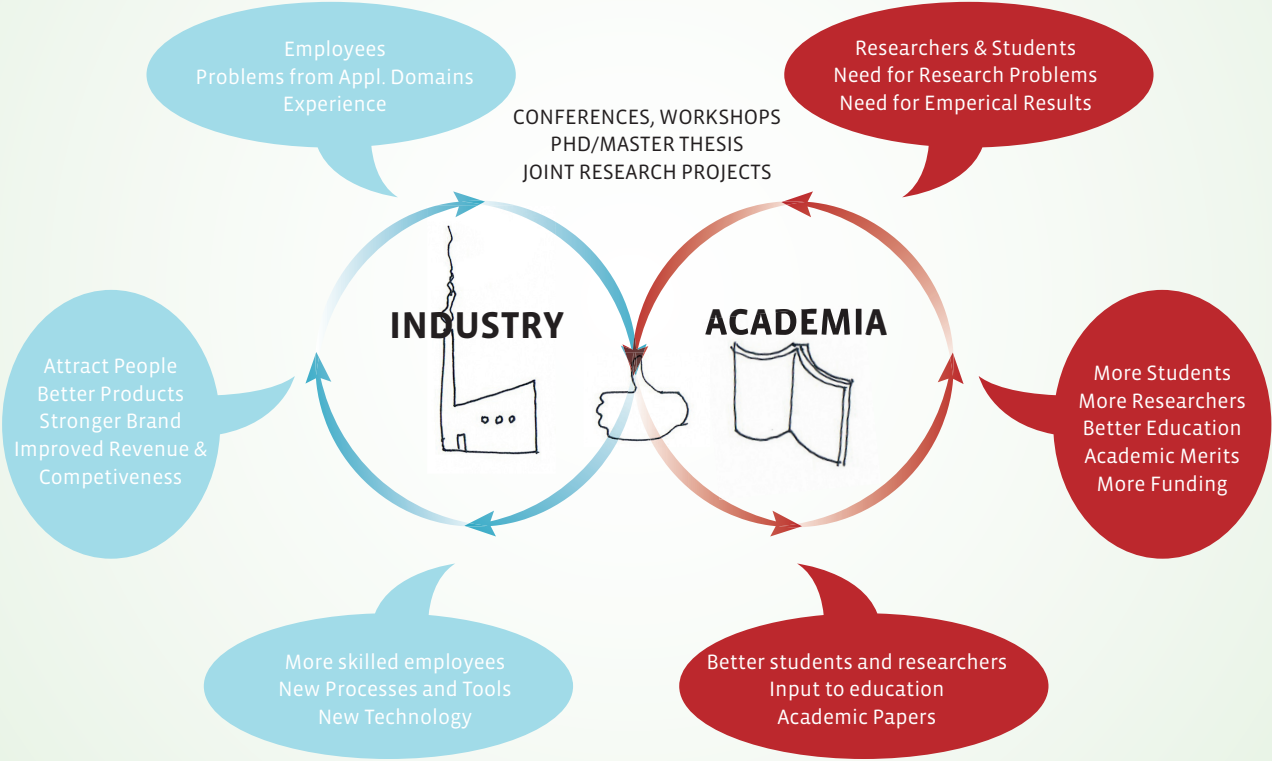 Employees
Problems from Appl. Domains
Experience
Researchers & Students
Need for Research Problems
Need for Emperical Results
CONFERENCES, WORKSHOPS
PHD/MASTER THESIS
JOINT RESEARCH PROJECTS
INDUSTRY
ACADEMIA
Attract People
Better Products
Stronger Brand
Improved Revenue &
Competiveness
More Students
More Researchers
Better Education
Academic Merits
More Funding
More skilled employees
New Processes and Tools
New Technology
Better students and researchers
Input to education
Academic Papers